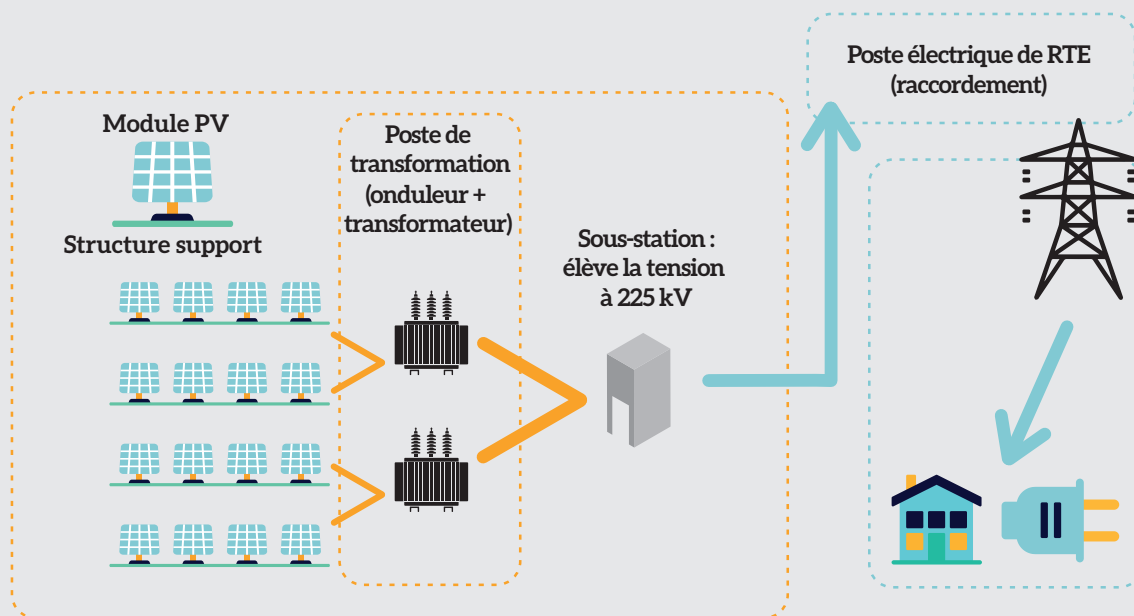 Poste électrique de RTE
(raccordement)
Module PV
Structure support
Poste de
transformation
(onduleur +
transformateur)
Sous-station :
élève la tension
à 225 kV